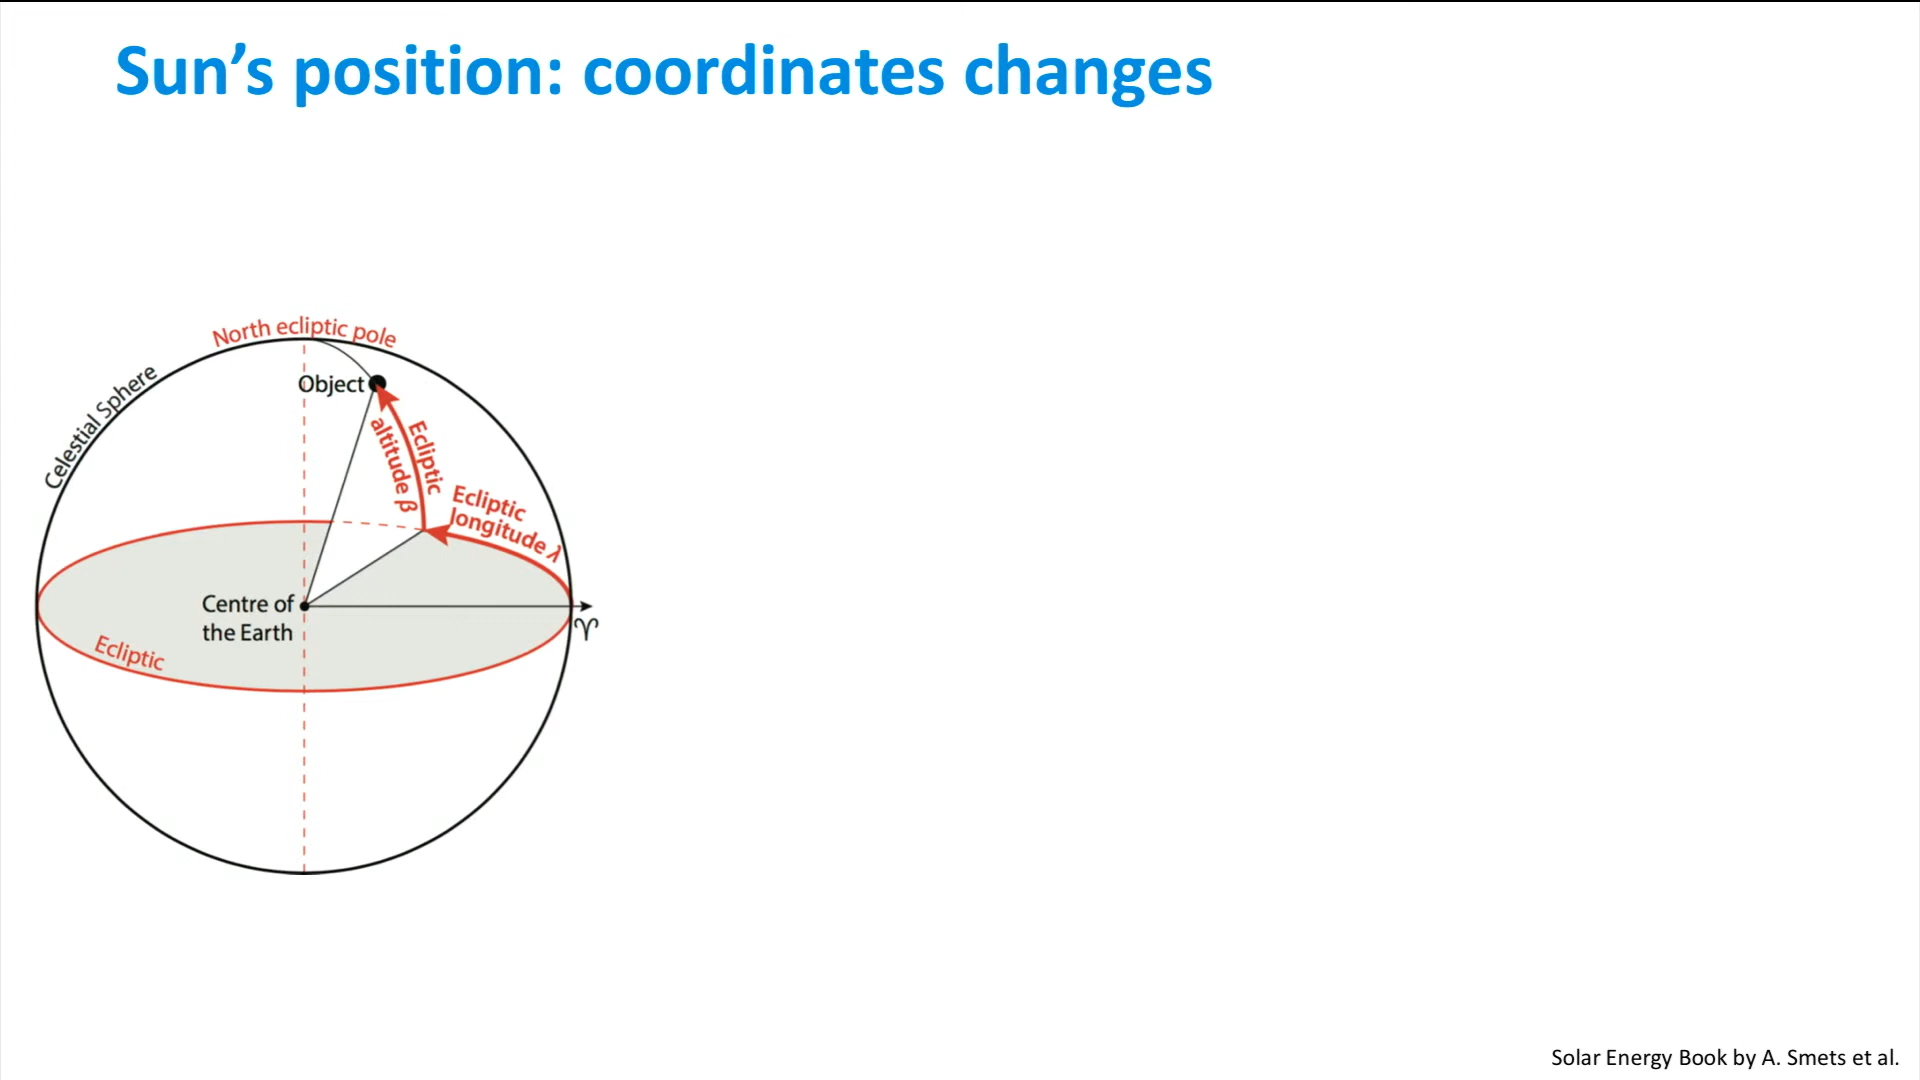 Sun’s position: coordinates changes
North ecliptic pole
Celestial Sphere
Object
Ecliptic
altitude β
Ecliptic
longitude λ
Centre of
the Earth
♈
Ecliptic
Solar Energy Book by A. Smets et al.